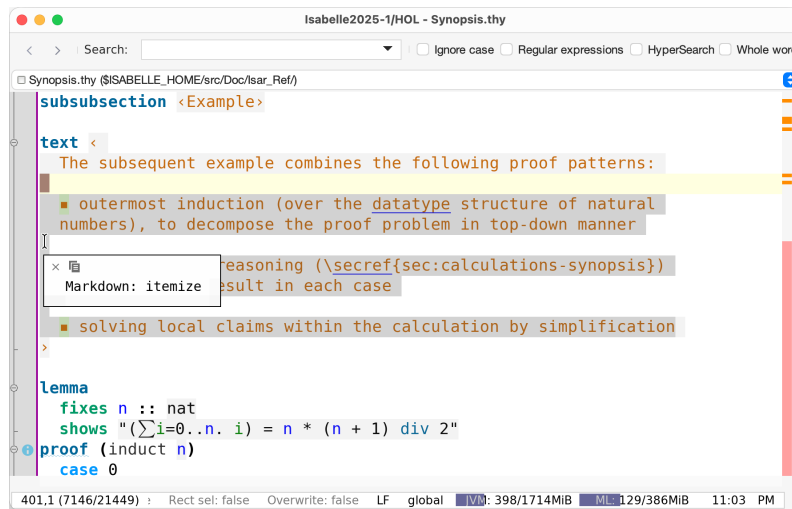 Isabelle2025-1/HOL - Synopsis.thy
Search: Ignore case Regular expressions HyperSearch Whole wor
Synopsis.thy ($ISABELLE_HOME/src/Doc/Isar_Ref/)
subsubsection ‹Example›
text ‹
The subsequent example combines the following proof patterns:
▪ outermost induction (over the datatype structure of natural
numbers), to decompose the proof problem in top-down manner
reasoning (\secref{sec:calculations-synopsis})
Markdown: itemize
esult in each case
▪ solving local claims within the calculation by simplification
›
lemma
fixes n :: nat
shows "(∑i=0..n. i) = n * (n + 1) div 2"
proof (induct n)
case 0
401,1 (7146/21449) Rect sel: false Overwrite: false LF global JVM: 398/1714MiB ML: 129/386MiB 11:03 PM